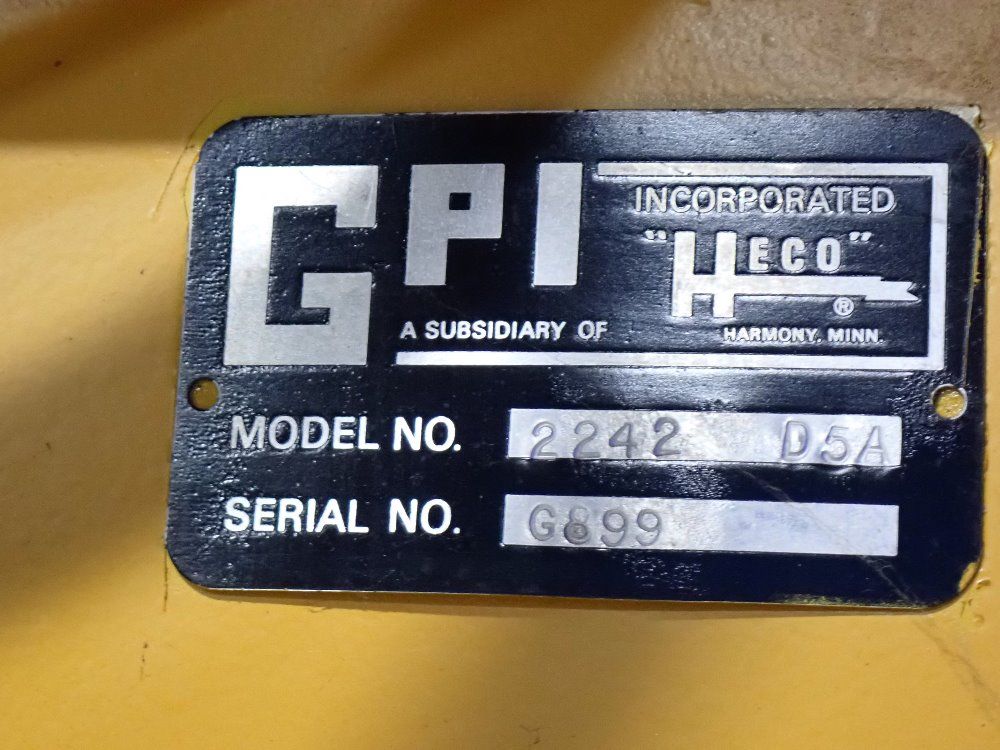 GPI INCORPORATED
"HECO"
®
A SUBSIDIARY OF HARMONY, MINN.
MODEL NO. 2242 D5A
SERIAL NO. G899